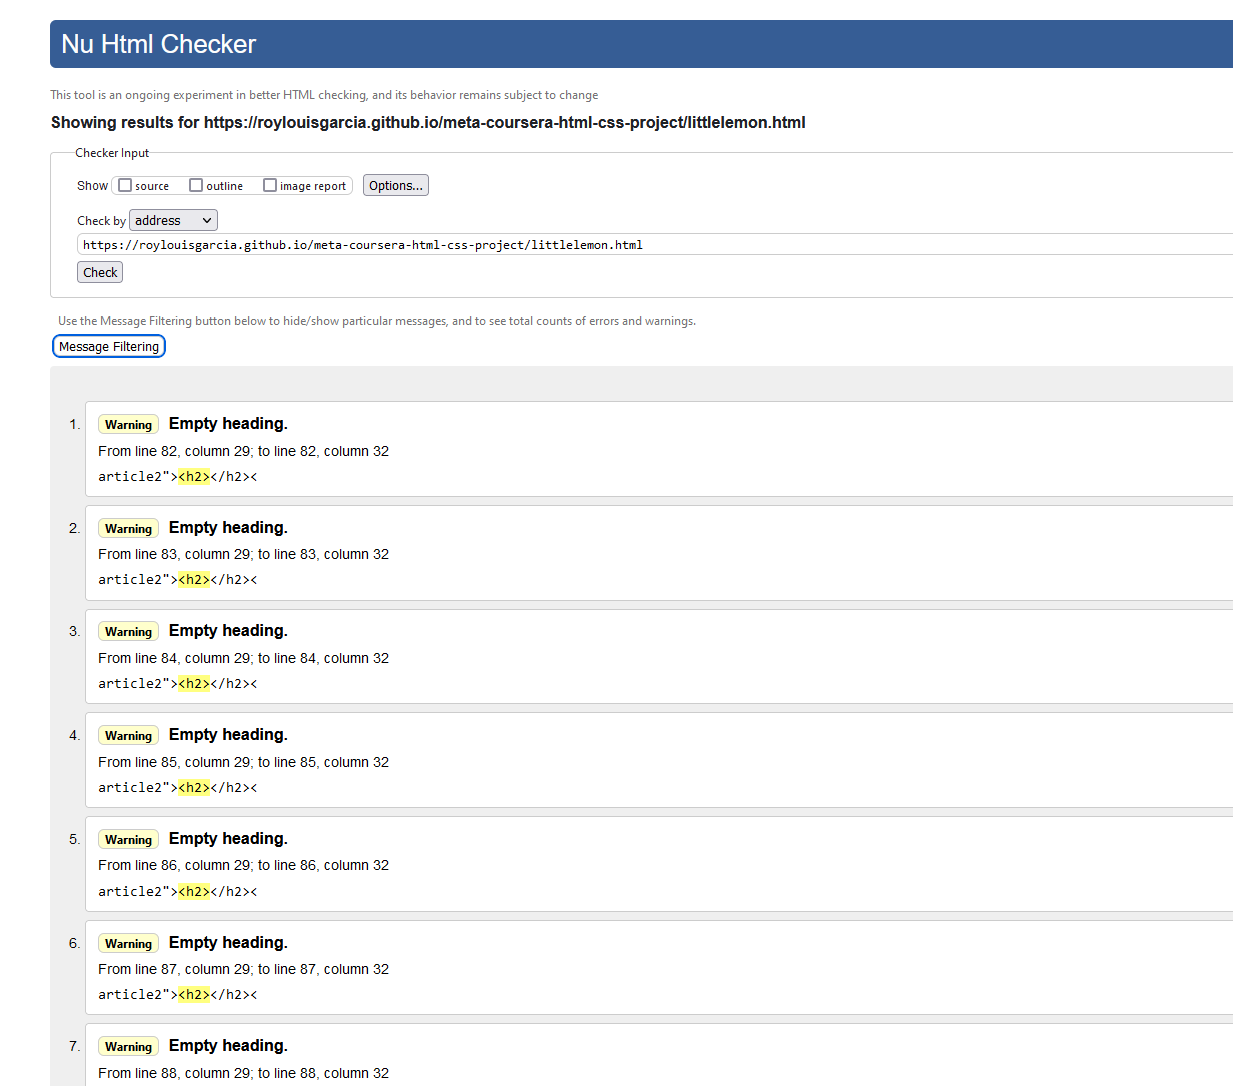 Nu Html Checker
This tool is an ongoing experiment in better HTML checking, and its behavior remains subject to change
Showing results for https://roylouisgarcia.github.io/meta-coursera-html-css-project/littlelemon.html
Checker Input
Show source outline image report Options...
Check by address
https://roylouisgarcia.github.io/meta-coursera-html-css-project/littlelemon.html
Check
Use the Message Filtering button below to hide/show particular messages, and to see total counts of errors and warnings.
Message Filtering
1. Warning Empty heading.
From line 82, column 29; to line 82, column 32
article2"><h2></h2><
2. Warning Empty heading.
From line 83, column 29; to line 83, column 32
article2"><h2></h2><
3. Warning Empty heading.
From line 84, column 29; to line 84, column 32
article2"><h2></h2><
4. Warning Empty heading.
From line 85, column 29; to line 85, column 32
article2"><h2></h2><
5. Warning Empty heading.
From line 86, column 29; to line 86, column 32
article2"><h2></h2><
6. Warning Empty heading.
From line 87, column 29; to line 87, column 32
article2"><h2></h2><
7. Warning Empty heading.
From line 88, column 29; to line 88, column 32